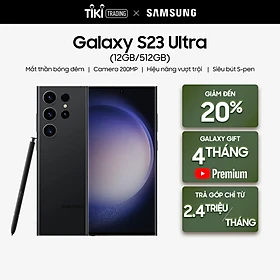 TIKI TRADING × SAMSUNG
Galaxy S23 Ultra
(12GB/512GB)
Mắt thần bóng đêm | Camera 200MP | Hiệu năng vượt trội | Siêu bút S-pen
GIẢM ĐẾN
20%
GALAXY GIFT
4 THÁNG
Premium
TRẢ GÓP CHỈ TỪ
2.4 TRIỆU/
THÁNG
SAMSUNG